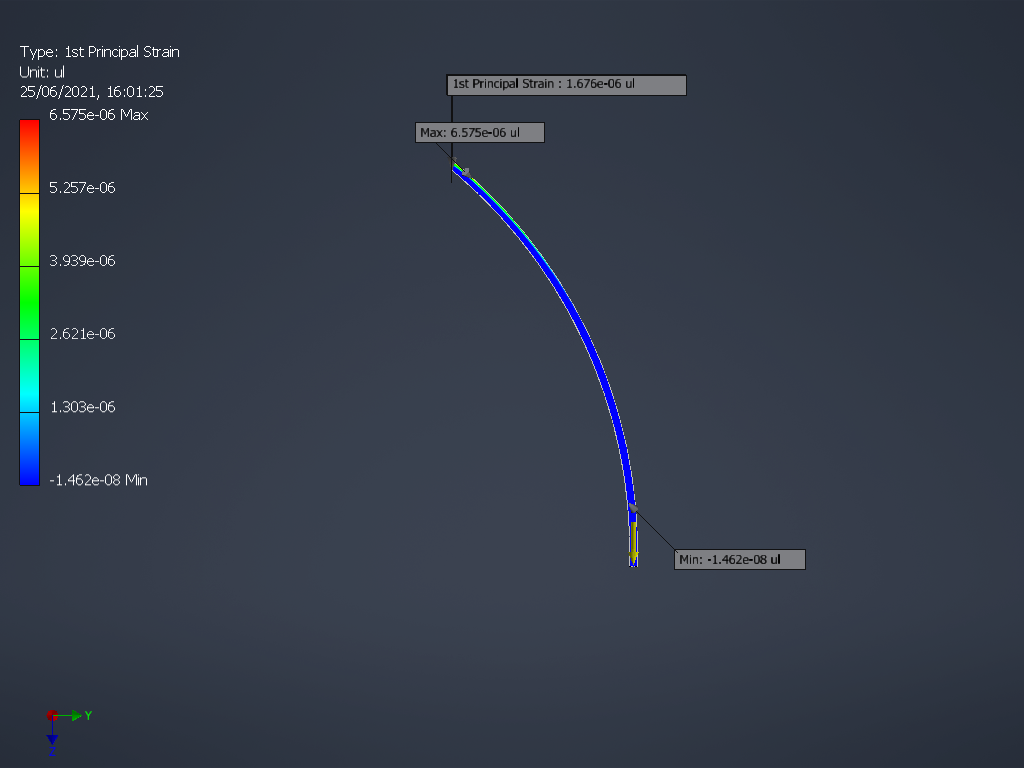 Type: 1st Principal Strain
Unit: ul
25/06/2021, 16:01:25
6.575e-06 Max
5.257e-06
3.939e-06
2.621e-06
1.303e-06
-1.462e-08 Min
1st Principal Strain : 1.676e-06 ul
Max: 6.575e-06 ul
Min: -1.462e-08 ul
Y
Z